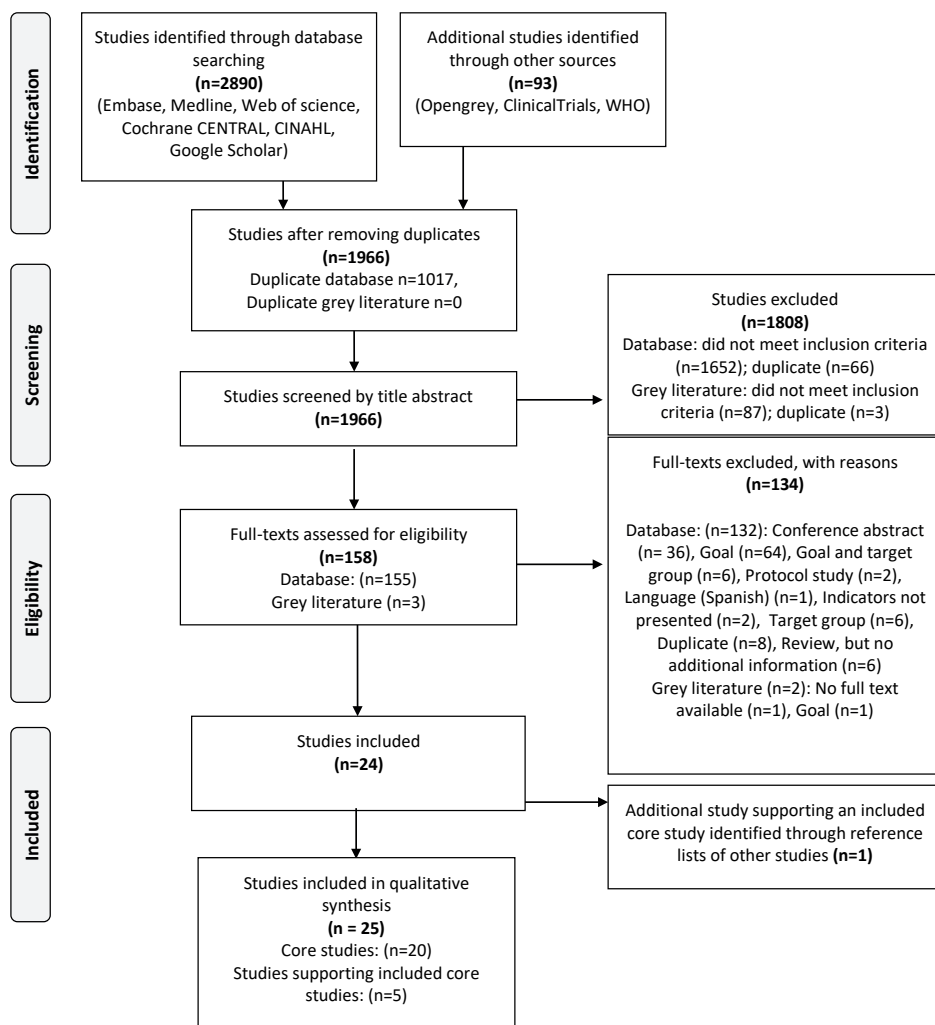 Identification
Studies identified through database
searching
(n=2890)
(Embase, Medline, Web of science,
Cochrane CENTRAL, CINAHL,
Google Scholar)
Additional studies identified
through other sources
(n=93)
(Opengrey, ClinicalTrials, WHO)
Studies after removing duplicates
(n=1966)
Duplicate database n=1017,
Duplicate grey literature n=0
Screening
Studies screened by title abstract
(n=1966)
Studies excluded
(n=1808)
Database: did not meet inclusion criteria
(n=1652); duplicate (n=66)
Grey literature: did not meet inclusion
criteria (n=87); duplicate (n=3)
Eligibility
Full-texts assessed for eligibility
(n=158)
Database: (n=155)
Grey literature (n=3)
Full-texts excluded, with reasons
(n=134)
Database: (n=132): Conference abstract
(n= 36), Goal (n=64), Goal and target
group (n=6), Protocol study (n=2),
Language (Spanish) (n=1), Indicators not
presented (n=2), Target group (n=6),
Duplicate (n=8), Review, but no
additional information (n=6)
Grey literature (n=2): No full text
available (n=1), Goal (n=1)
Included
Studies included
(n=24)
Additional study supporting an included
core study identified through reference
lists of other studies (n=1)
Studies included in qualitative
synthesis
(n = 25)
Core studies: (n=20)
Studies supporting included core
studies: (n=5)